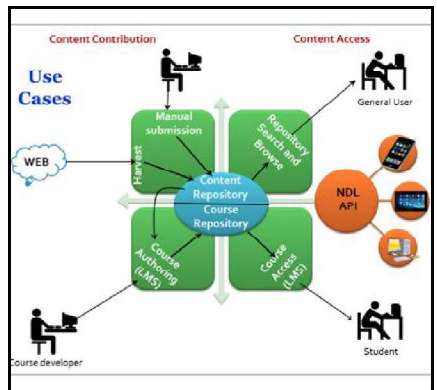 Content Contribution
Content Access
Use
Cases
General User
Manual
submission
Harvest
Repository
Search and
Browse
WEB
Content
Repository
Course
Repository
NDL
API
Course
Authoring
(LMS)
Course
Access
(LMS)
Course developer
Student